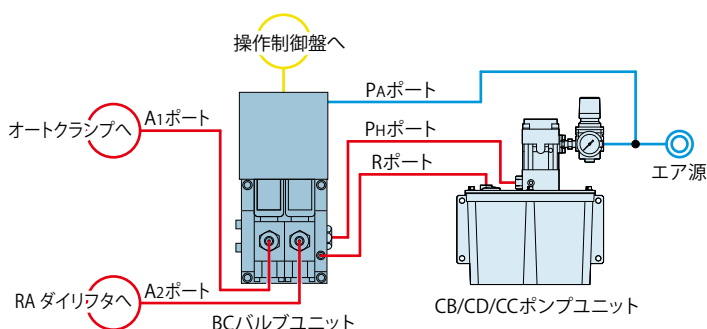 操作制御盤へ
PAポート
A1ポート
オートクランプへ
PHポート
Rポート
エア源
A2ポート
RA ダイリフタへ
BCバルブユニット
CB/CD/CCポンプユニット